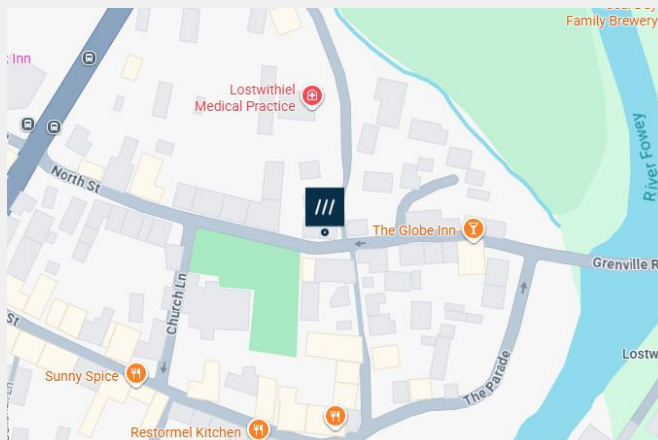 Family Brewery
Inn
Lostwithiel
Medical Practice
River Fowey
North St
The Globe Inn
Grenville R
Church Ln
St
Lostw
Sunny Spice
The Parade
Restormel Kitchen